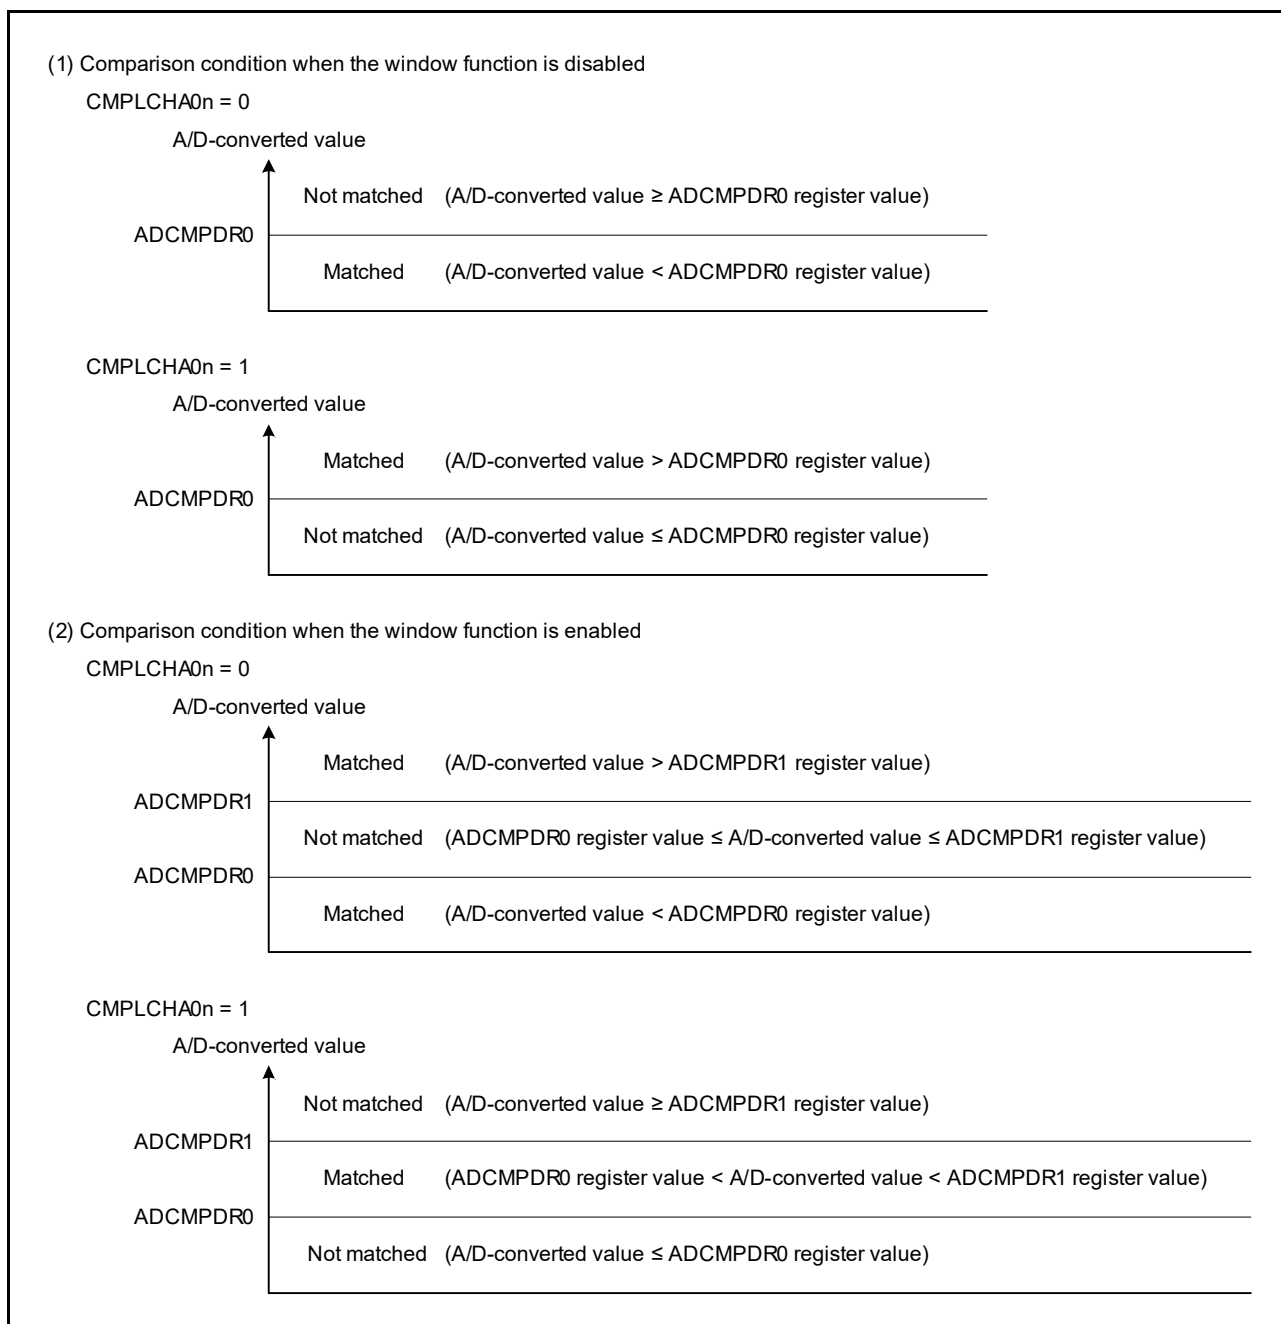 (1) Comparison condition when the window function is disabled
CMPLCHA0n = 0
A/D-converted value
Not matched (A/D-converted value ≥ ADCMPDR0 register value)
ADCMPDR0
Matched (A/D-converted value < ADCMPDR0 register value)
CMPLCHA0n = 1
A/D-converted value
Matched (A/D-converted value > ADCMPDR0 register value)
ADCMPDR0
Not matched (A/D-converted value ≤ ADCMPDR0 register value)
(2) Comparison condition when the window function is enabled
CMPLCHA0n = 0
A/D-converted value
Matched (A/D-converted value > ADCMPDR1 register value)
ADCMPDR1
Not matched (ADCMPDR0 register value ≤ A/D-converted value ≤ ADCMPDR1 register value)
ADCMPDR0
Matched (A/D-converted value < ADCMPDR0 register value)
CMPLCHA0n = 1
A/D-converted value
Not matched (A/D-converted value ≥ ADCMPDR1 register value)
ADCMPDR1
Matched (ADCMPDR0 register value < A/D-converted value < ADCMPDR1 register value)
ADCMPDR0
Not matched (A/D-converted value ≤ ADCMPDR0 register value)